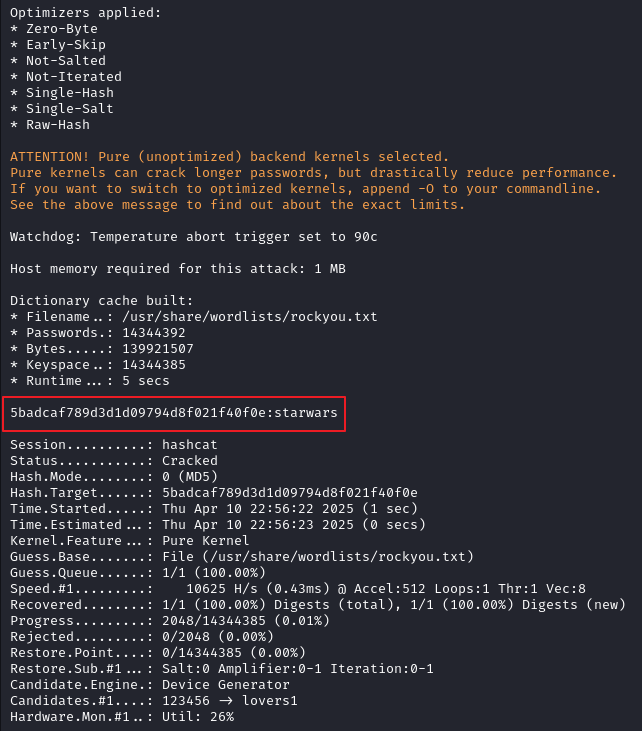 Optimizers applied:
* Zero-Byte
* Early-Skip
* Not-Salted
* Not-Iterated
* Single-Hash
* Single-Salt
* Raw-Hash
ATTENTION! Pure (unoptimized) backend kernels selected.
Pure kernels can crack longer passwords, but drastically reduce performance.
If you want to switch to optimized kernels, append -O to your commandline.
See the above message to find out about the exact limits.
Watchdog: Temperature abort trigger set to 90c
Host memory required for this attack: 1 MB
Dictionary cache built:
* Filename..: /usr/share/wordlists/rockyou.txt
* Passwords.: 14344392
* Bytes.....: 139921507
* Keyspace..: 14344385
* Runtime...: 5 secs
5badcaf789d3d1d09794d8f021f40f0e:starwars
Session..........: hashcat
Status...........: Cracked
Hash.Mode........: 0 (MD5)
Hash.Target......: 5badcaf789d3d1d09794d8f021f40f0e
Time.Started.....: Thu Apr 10 22:56:22 2025 (1 sec)
Time.Estimated...: Thu Apr 10 22:56:23 2025 (0 secs)
Kernel.Feature...: Pure Kernel
Guess.Base.......: File (/usr/share/wordlists/rockyou.txt)
Guess.Queue......: 1/1 (100.00%)
Speed.#1.........:    10625 H/s (0.43ms) @ Accel:512 Loops:1 Thr:1 Vec:8
Recovered........: 1/1 (100.00%) Digests (total), 1/1 (100.00%) Digests (new)
Progress.........: 2048/14344385 (0.01%)
Rejected.........: 0/2048 (0.00%)
Restore.Point....: 0/14344385 (0.00%)
Restore.Sub.#1...: Salt:0 Amplifier:0-1 Iteration:0-1
Candidate.Engine.: Device Generator
Candidates.#1....: 123456 -> lovers1
Hardware.Mon.#1..: Util: 26%